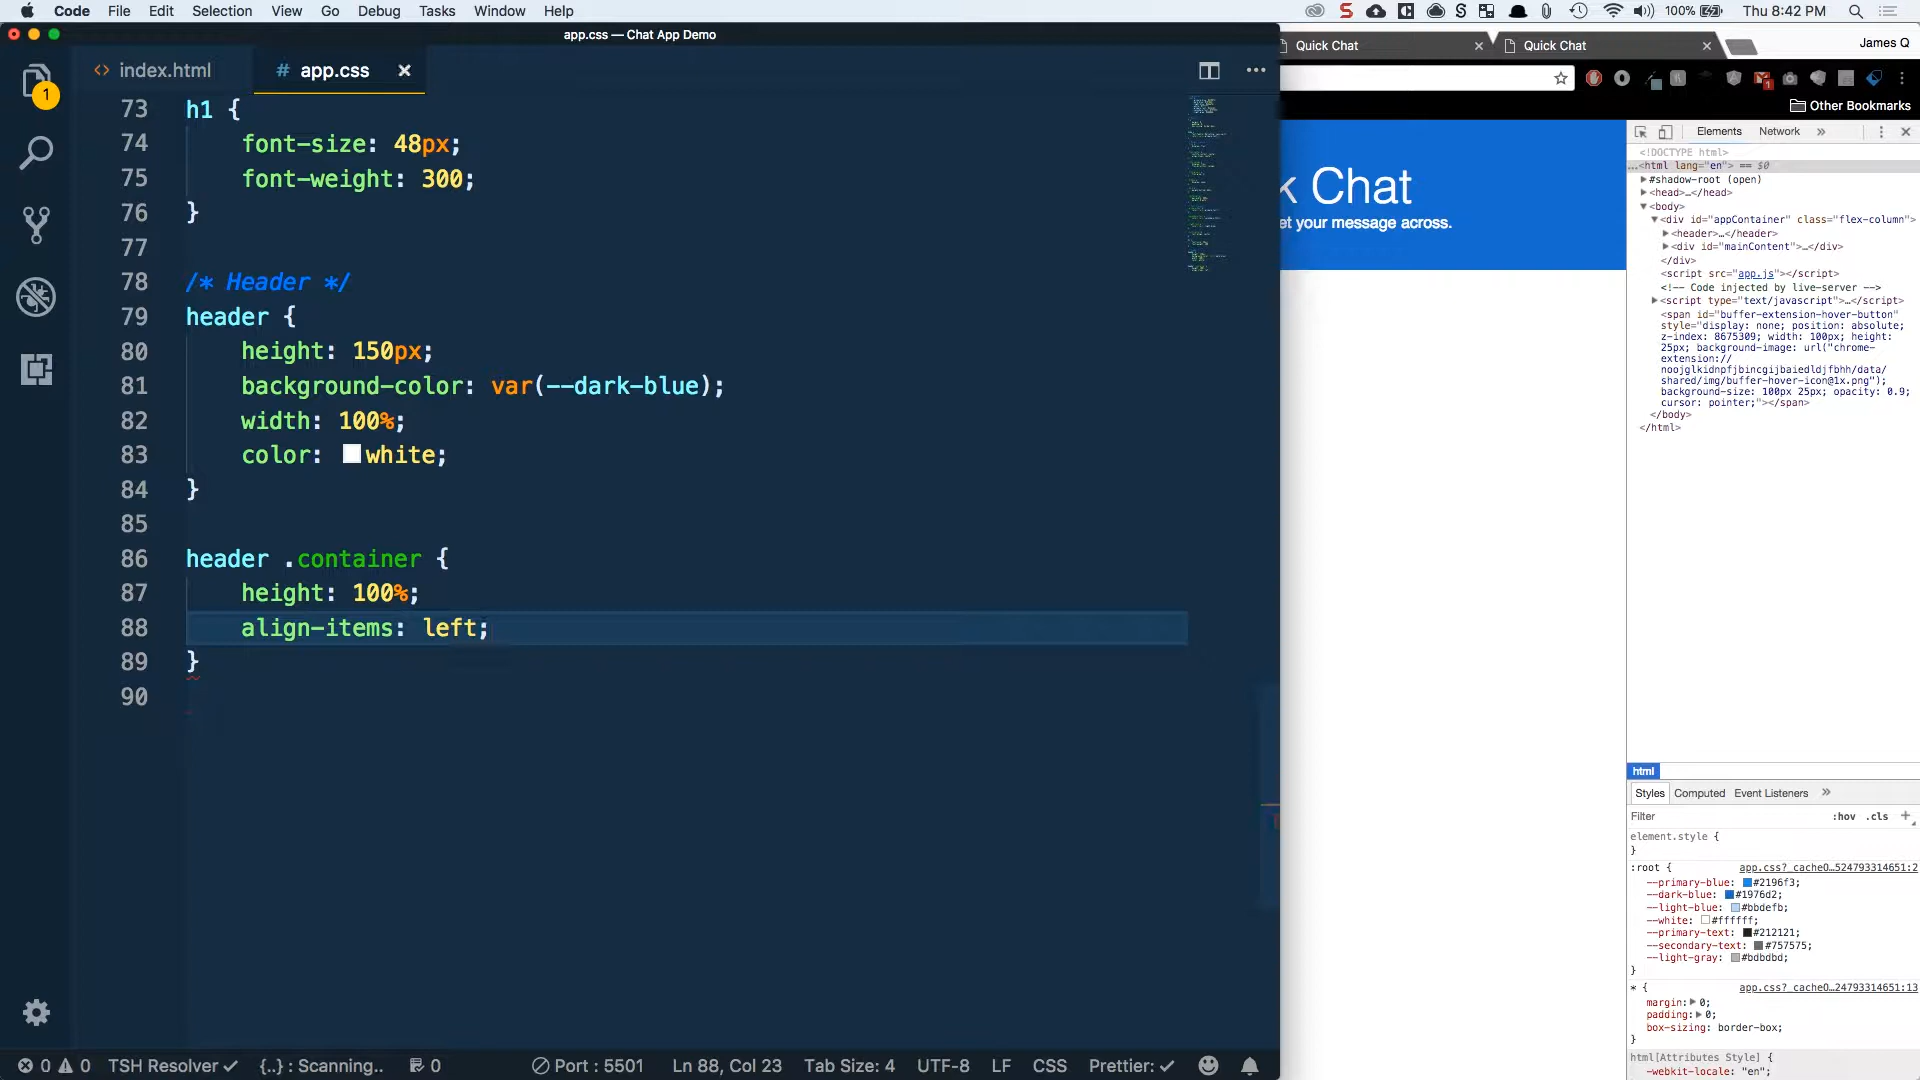 Code File Edit Selection View Go Debug Tasks Window Help
100% Thu 8:42 PM
app.css — Chat App Demo
index.html
# app.css
1
73 h1 {
74 font-size: 48px;
75 font-weight: 300;
76 }
77
78 /* Header */
79 header {
80 height: 150px;
81 background-color: var(--dark-blue);
82 width: 100%;
83 color: white;
84 }
85
86 header .container {
87 height: 100%;
88 align-items: left;
89 }
90
0 0 TSH Resolver {..} : Scanning.. 0 Port : 5501 Ln 88, Col 23 Tab Size: 4 UTF-8 LF CSS Prettier:
Quick Chat Quick Chat James Q
Other Bookmarks
k Chat
et your message across.
Elements Network »
<!DOCTYPE html>
...<html lang="en"> == $0
#shadow-root (open)
<head>…</head>
<body>
<div id="appContainer" class="flex-column">
<header>…</header>
<div id="mainContent">…</div>
</div>
<script src="app.js"></script>
<!-- Code injected by live-server -->
<script type="text/javascript">…</script>
<span id="buffer-extension-hover-button"
style="display: none; position: absolute;
z-index: 8675309; width: 100px; height:
25px; background-image: url("chrome-
extension://
noojglkidnpfjbincgijbaiedldjfbhh/data/
shared/img/buffer-hover-icon@1x.png");
background-size: 100px 25px; opacity: 0.9;
cursor: pointer;"></span>
</body>
</html>
html
Styles Computed Event Listeners »
Filter :hov .cls +
element.style {
}
:root { app.css?_cacheO…524793314651:2
--primary-blue: #2196f3;
--dark-blue: #1976d2;
--light-blue: #bbdefb;
--white: #ffffff;
--primary-text: #212121;
--secondary-text: #757575;
--light-gray: #bdbdbd;
}
* { app.css?_cacheO…24793314651:13
margin: 0;
padding: 0;
box-sizing: border-box;
}
html[Attributes Style] {
-webkit-locale: "en";